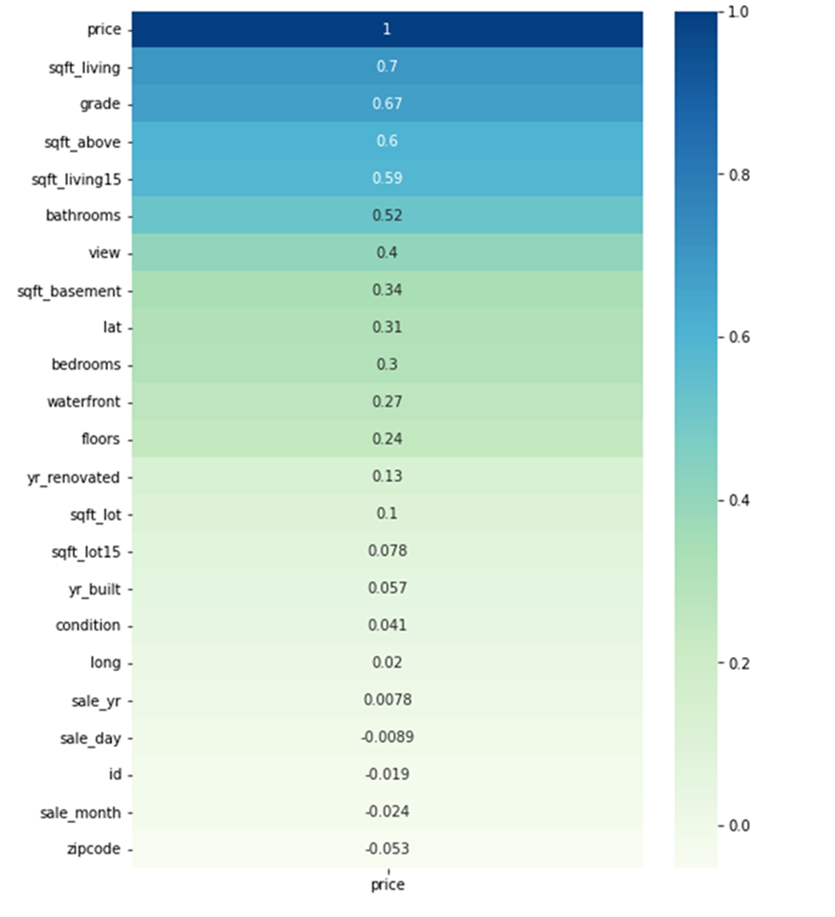 price 1
sqft_living 0.7
grade 0.67
sqft_above 0.6
sqft_living15 0.59
bathrooms 0.52
view 0.4
sqft_basement 0.34
lat 0.31
bedrooms 0.3
waterfront 0.27
floors 0.24
yr_renovated 0.13
sqft_lot 0.1
sqft_lot15 0.078
yr_built 0.057
condition 0.041
long 0.02
sale_yr 0.0078
sale_day -0.0089
id -0.019
sale_month -0.024
zipcode -0.053
price
1.0
0.8
0.6
0.4
0.2
0.0